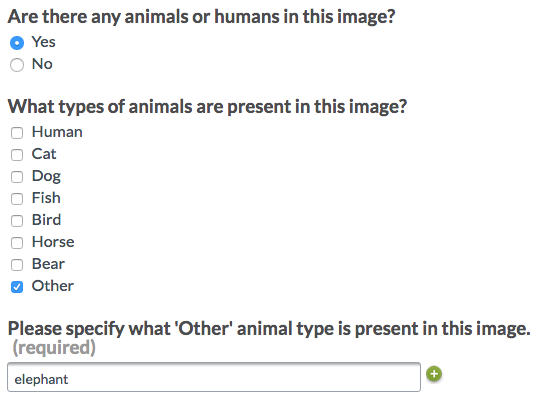 Are there any animals or humans in this image?
Yes
No
What types of animals are present in this image?
Human
Cat
Dog
Fish
Bird
Horse
Bear
Other
Please specify what 'Other' animal type is present in this image.
(required)
elephant